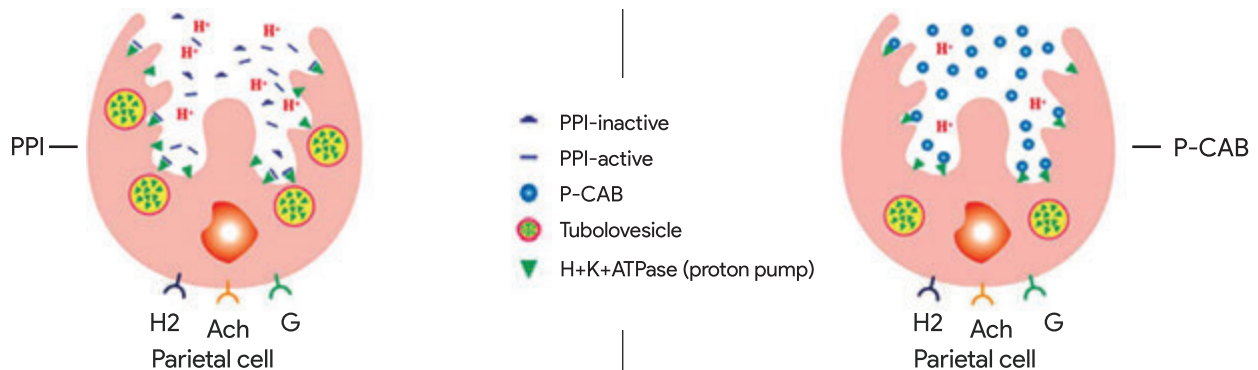 H+
H+
H+
H+
H+
H+
PPI
H2
Ach
G
Parietal cell
PPI-inactive
PPI-active
P-CAB
Tubolovesicle
H+K+ATPase (proton pump)
H+
H+
H+
P-CAB
H2
Ach
G
Parietal cell